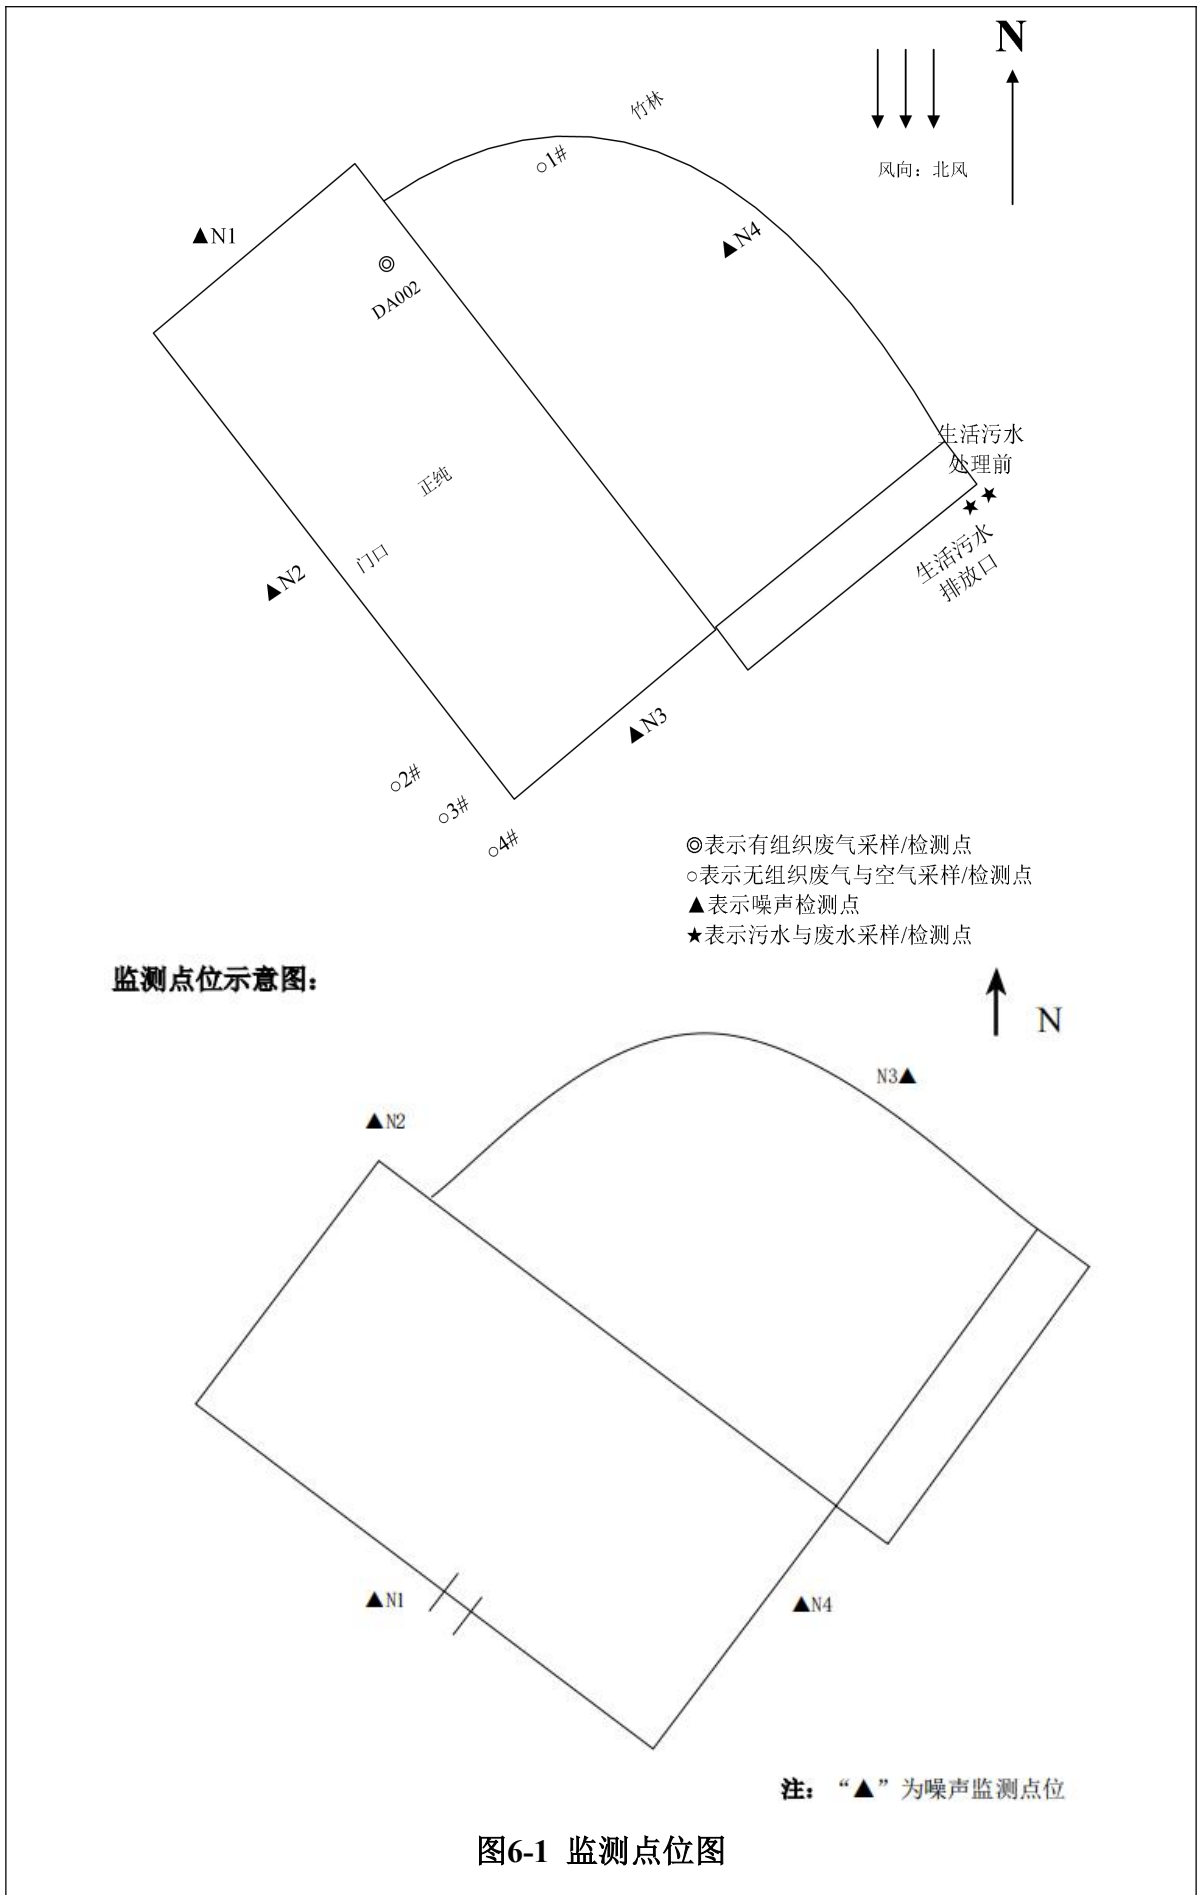 N
竹林
○1#
风向：北风
▲N1
▲N4
◎
DA002
生活污水
处理前
正纯
★★
生活污水
排放口
门口
▲N2
▲N3
○2#
○3#
○4#
◎表示有组织废气采样/检测点
○表示无组织废气与空气采样/检测点
▲表示噪声检测点
★表示污水与废水采样/检测点
监测点位示意图：
N
N3▲
▲N2
▲N1
▲N4
注：“▲”为噪声监测点位
图6-1 监测点位图